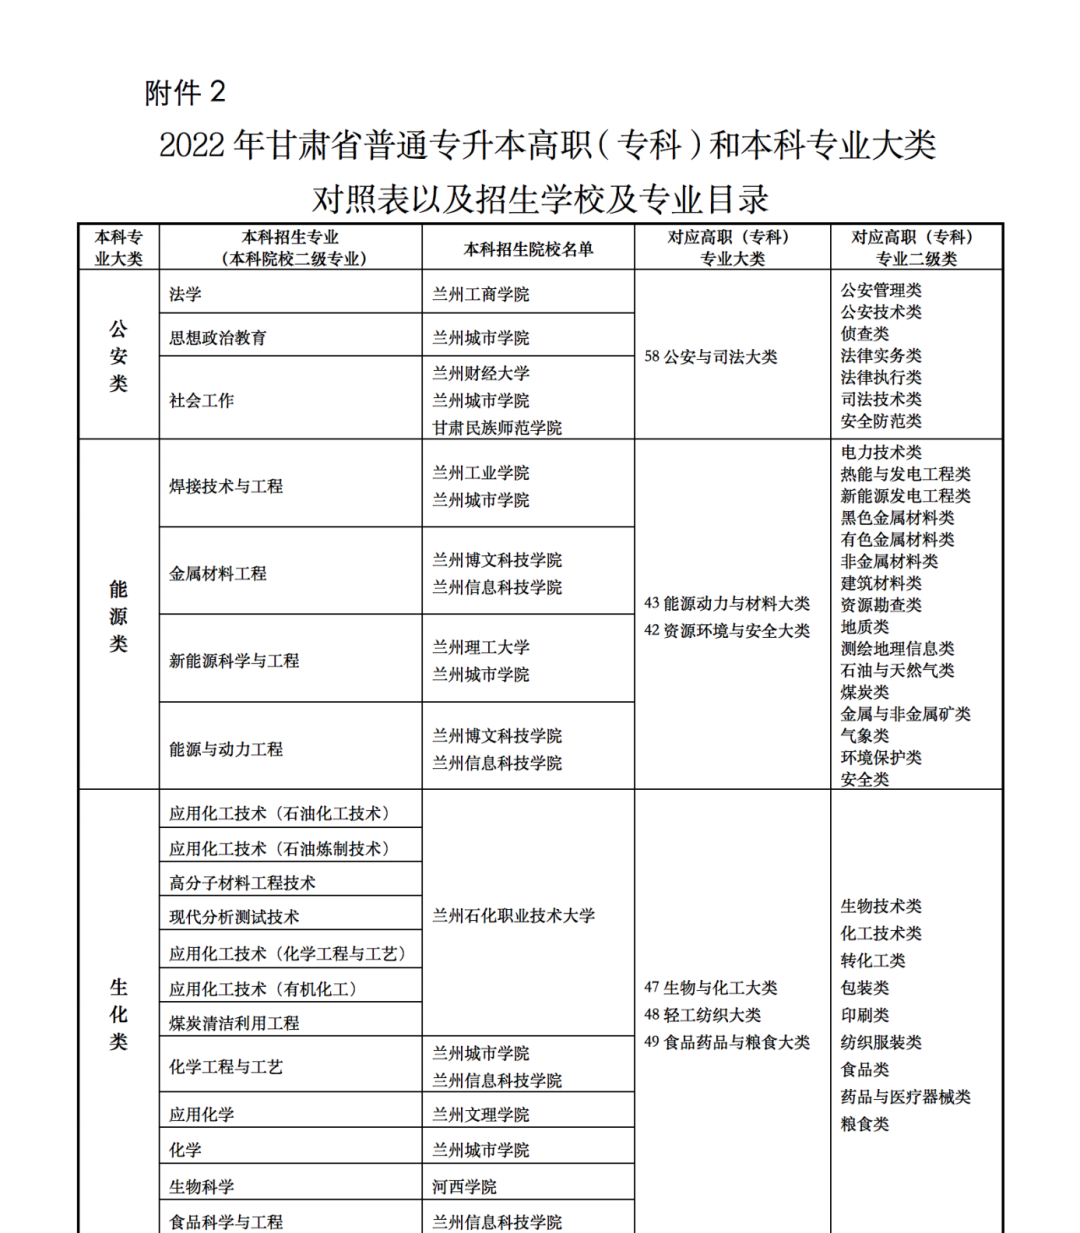 附件 2
2022 年甘肃省普通专升本高职(专科)和本科专业大类
对照表以及招生学校及专业目录
本科专
业大类
本科招生专业
（本科院校二级专业）
本科招生院校名单
对应高职（专科）
专业大类
对应高职（专科）
专业二级类
公
安
类
法学
兰州工商学院
思想政治教育
兰州城市学院
社会工作
兰州财经大学
兰州城市学院
甘肃民族师范学院
58 公安与司法大类
公安管理类
公安技术类
侦查类
法律实务类
法律执行类
司法技术类
安全防范类
能
源
类
焊接技术与工程
兰州工业学院
兰州城市学院
金属材料工程
兰州博文科技学院
兰州信息科技学院
新能源科学与工程
兰州理工大学
兰州城市学院
能源与动力工程
兰州博文科技学院
兰州信息科技学院
43 能源动力与材料大类
42 资源环境与安全大类
电力技术类
热能与发电工程类
新能源发电工程类
黑色金属材料类
有色金属材料类
非金属材料类
建筑材料类
资源勘查类
地质类
测绘地理信息类
石油与天然气类
煤炭类
金属与非金属矿类
气象类
环境保护类
安全类
生
化
类
应用化工技术（石油化工技术）
应用化工技术（石油炼制技术）
高分子材料工程技术
现代分析测试技术
应用化工技术（化学工程与工艺）
应用化工技术（有机化工）
煤炭清洁利用工程
兰州石化职业技术大学
化学工程与工艺
兰州城市学院
兰州信息科技学院
应用化学
兰州文理学院
化学
兰州城市学院
生物科学
河西学院
食品科学与工程
兰州信息科技学院
47 生物与化工大类
48 轻工纺织大类
49 食品药品与粮食大类
生物技术类
化工技术类
转化工类
包装类
印刷类
纺织服装类
食品类
药品与医疗器械类
粮食类